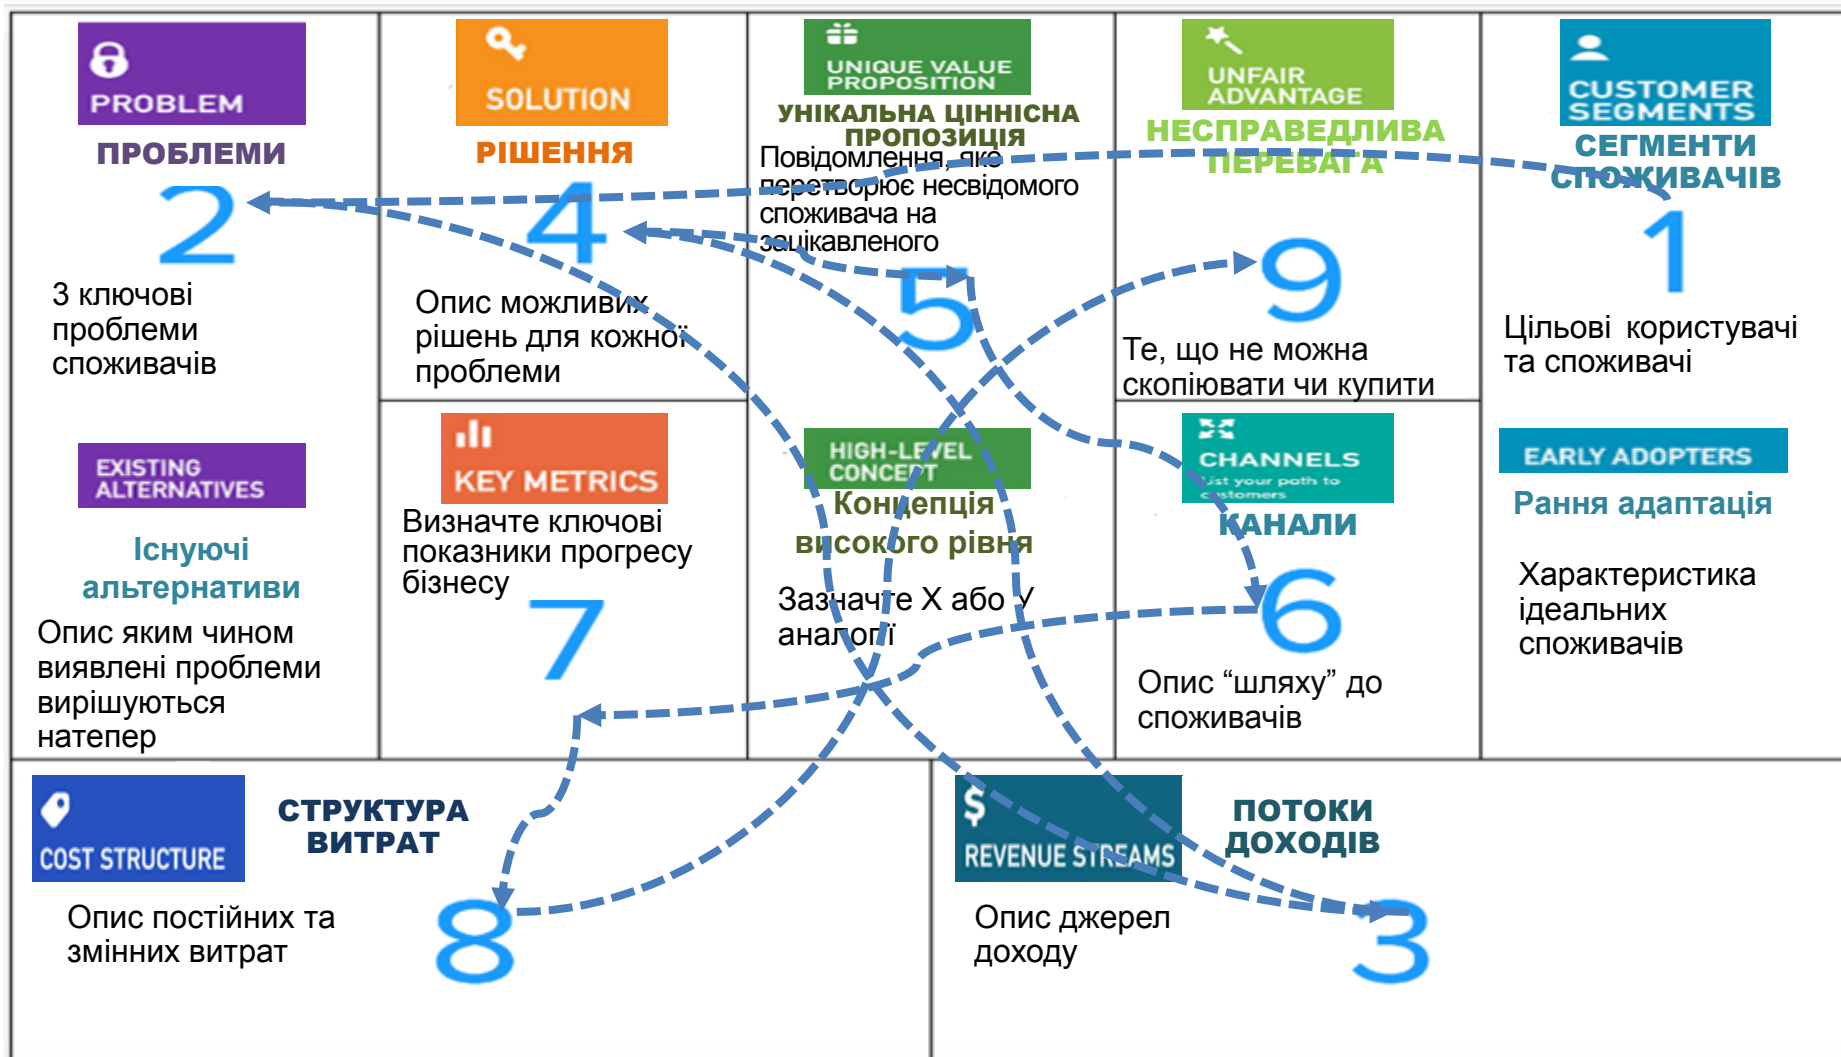 PROBLEM
ПРОБЛЕМИ
2
3 ключові
проблеми
споживачів
EXISTING
ALTERNATIVES
Існуючі
альтернативи
Опис яким чином
виявлені проблеми
вирішуються
натепер
SOLUTION
РІШЕННЯ
4
Опис можливих
рішень для кожної
проблеми
KEY METRICS
Визначте ключові
показники прогресу
бізнесу
7
UNIQUE VALUE
PROPOSITION
УНІКАЛЬНА ЦІННІСНА
ПРОПОЗИЦІЯ
Повідомлення, яке
перетворює несвідомого
споживача на
зацікавленого
5
HIGH-LEVEL
CONCEPT
Концепція
високого рівня
Зазначте Х або У
аналогії
UNFAIR
ADVANTAGE
НЕСПРАВЕДЛИВА
ПЕРЕВАГА
9
Те, що не можна
скопіювати чи купити
CHANNELS
List your path to
customers
КАНАЛИ
6
Опис “шляху” до
споживачів
CUSTOMER
SEGMENTS
СЕГМЕНТИ
СПОЖИВАЧІВ
1
Цільові користувачі
та споживачі
EARLY ADOPTERS
Рання адаптація
Характеристика
ідеальних
споживачів
COST STRUCTURE
СТРУКТУРА
ВИТРАТ
Опис постійних та
змінних витрат
8
$
REVENUE STREAMS
ПОТОКИ
ДОХОДІВ
Опис джерел
доходу
3